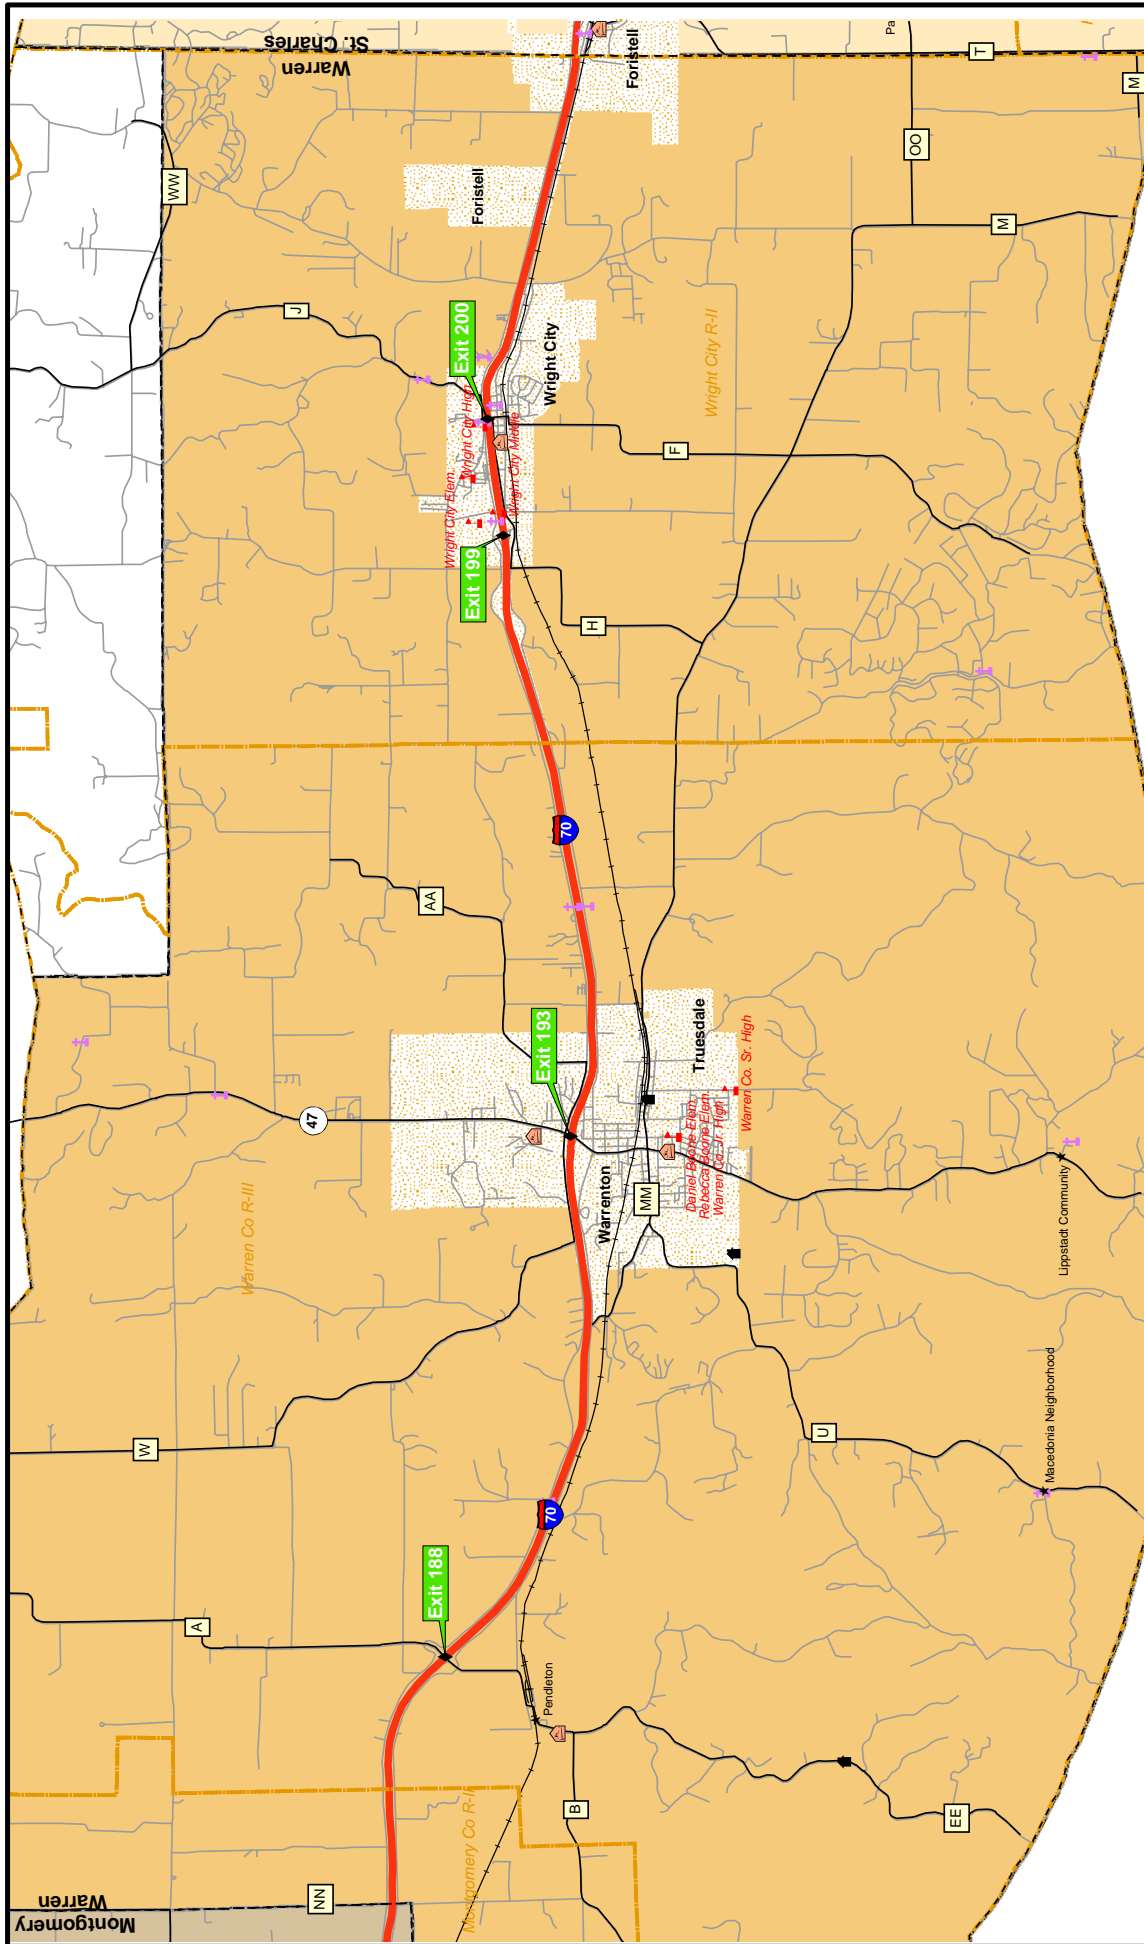 St. Charles
Warren
Foristell
Pa
T
M
OO
WW
Foristell
M
J
Exit 200
Wright City
Wright City R-II
Wright City High
Wright City Elem.
Wright City Middle
F
Exit 199
H
70
AA
Exit 193
Truesdale
47
Warren Co. Sr. High
Daniel Boone Elem.
Rebecca Boone Elem.
Warren Co. Jr. High
Warrenton
MM
Warren Co R-III
Lippstadt Community
W
U
Macedonia Neighborhood
70
Exit 188
A
Pendleton
B
EE
Montgomery Co R-II
NN
Montgomery
Warren